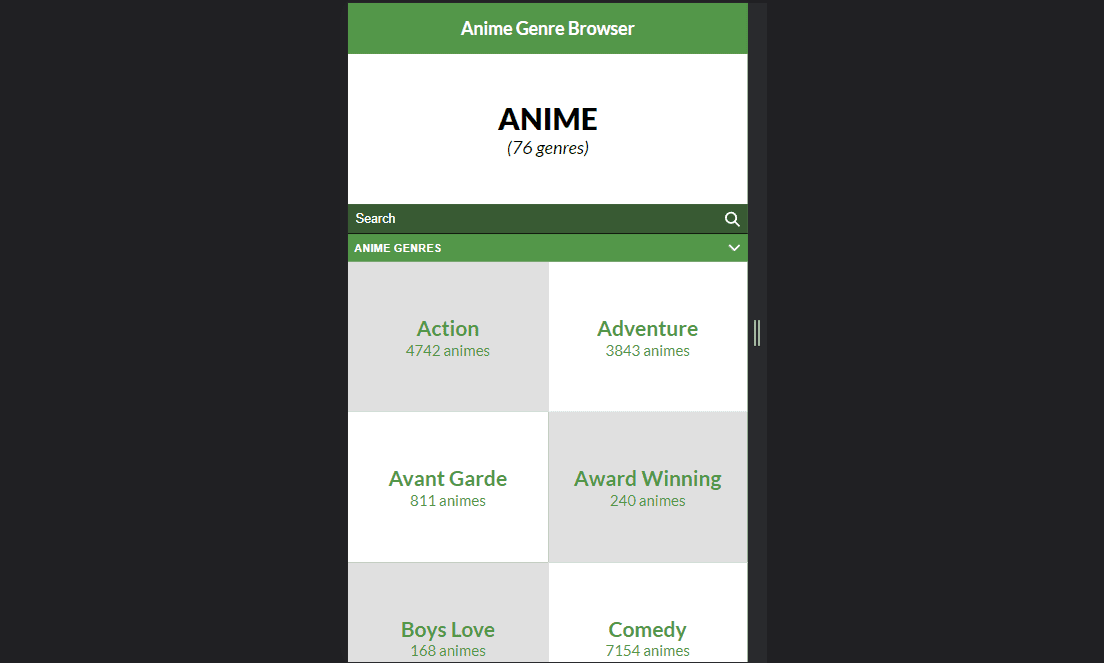 Anime Genre Browser
ANIME
(76 genres)
Search
ANIME GENRES
Action
4742 animes
Adventure
3843 animes
Avant Garde
811 animes
Award Winning
240 animes
Boys Love
168 animes
Comedy
7154 animes